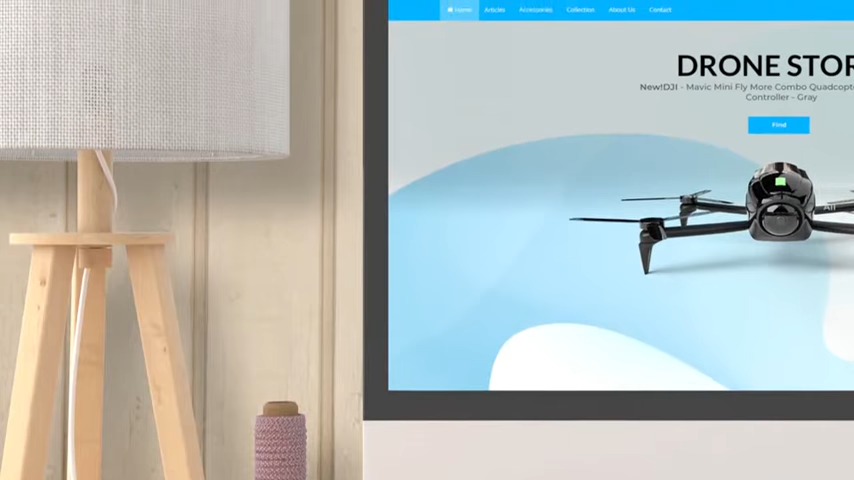 Home Articles Accessories Collection About Us Contact
DRONE STOR
New!DJI - Mavic Mini Fly More Combo Quadcopt
Controller - Gray
Find